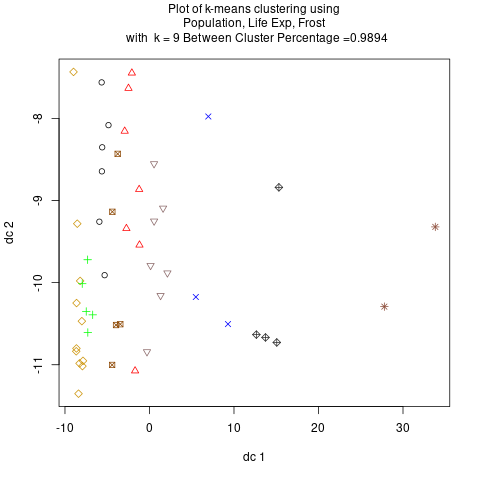 Plot of k-means clustering using
Population, Life Exp, Frost
with k = 9 Between Cluster Percentage =0.9894
-8
-9
-10
-11
dc 2
-10 0 10 20 30
dc 1